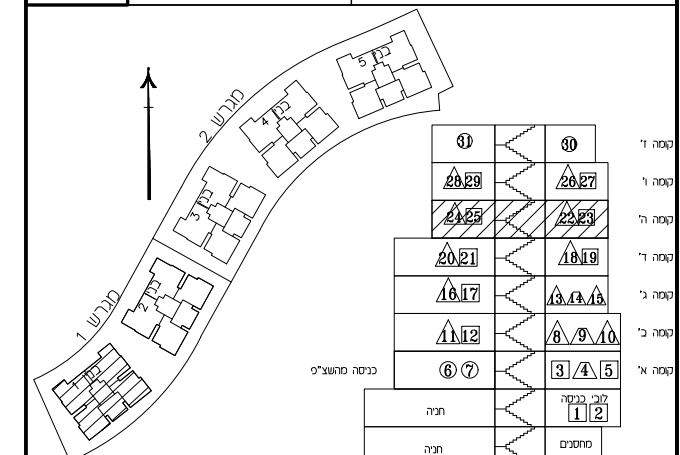 בנין 5
בנין 4
מגרש 2
בנין 3
בנין 2
מגרש 1
1
31 30 קומה ז'
28 29 26 27 קומה ו'
24 25 22 23 קומה ה'
20 21 18 19 קומה ד'
16 17 13 14 15 קומה ג'
11 12 8 9 10 קומה ב'
כניסה מהשצ"פ 6 7 3 4 5 קומה א'
חניה לובי כניסה
1 2
חניה מחסנים